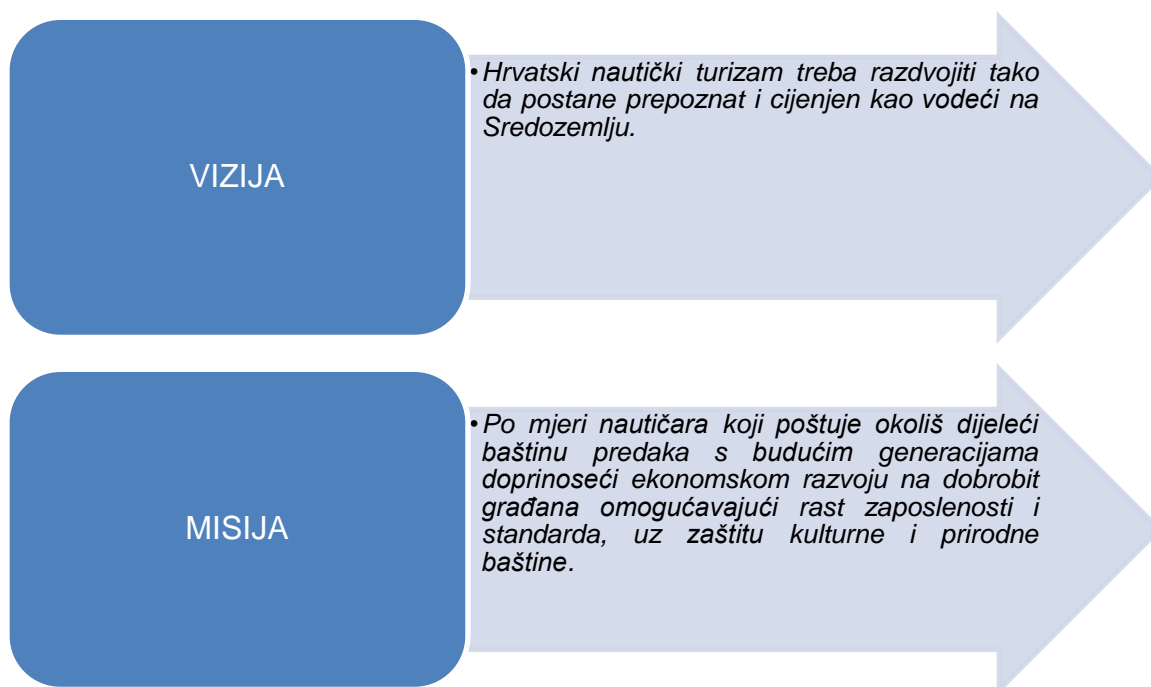 VIZIJA
•Hrvatski nautički turizam treba razdvojiti tako
da postane prepoznat i cijenjen kao vodeći na
Sredozemlju.
MISIJA
•Po mjeri nautičara koji poštuje okoliš dijeleći
baštinu predaka s budućim generacijama
doprinoseći ekonomskom razvoju na dobrobit
građana omogućavajući rast zaposlenosti i
standarda, uz zaštitu kulturne i prirodne
baštine.